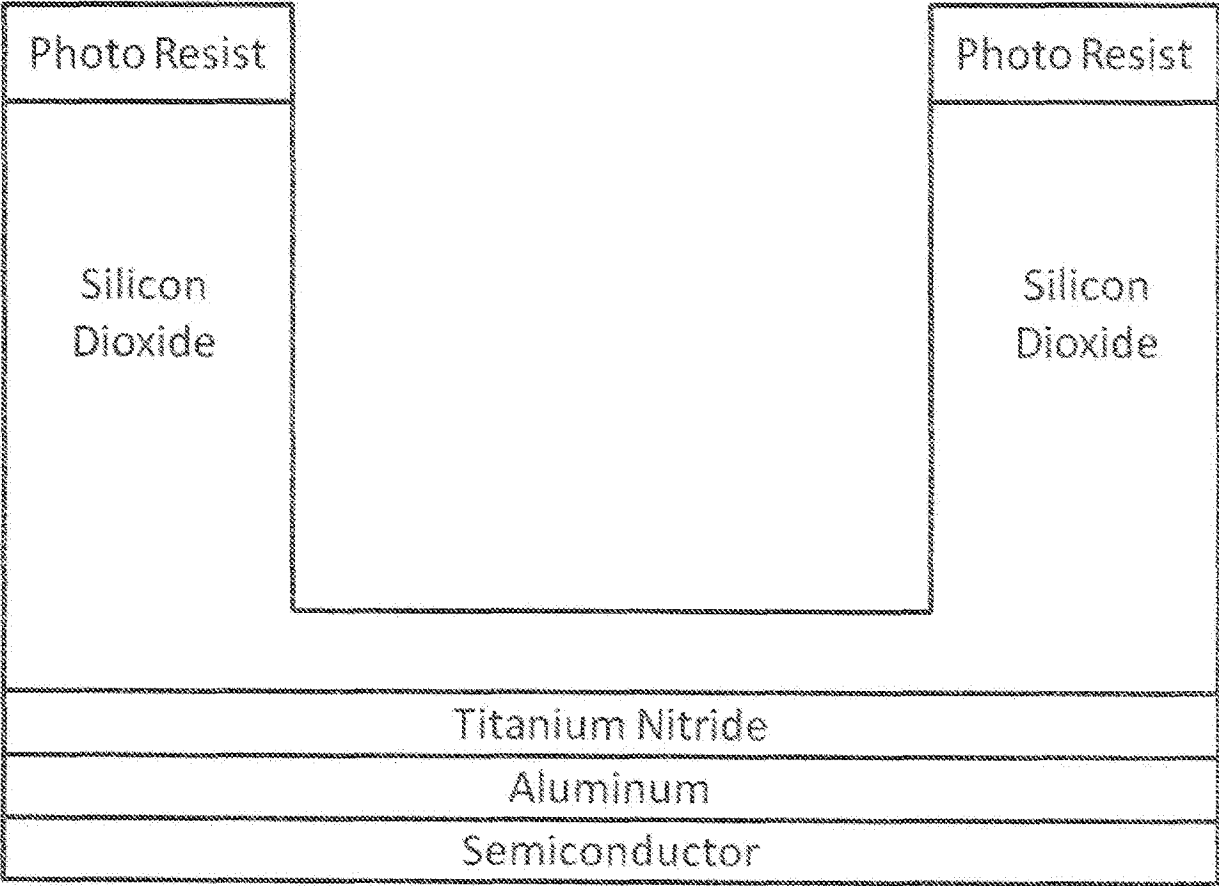 Photo Resist
Photo Resist
Silicon
Dioxide
Silicon
Dioxide
Titanium Nitride
Aluminum
Semiconductor